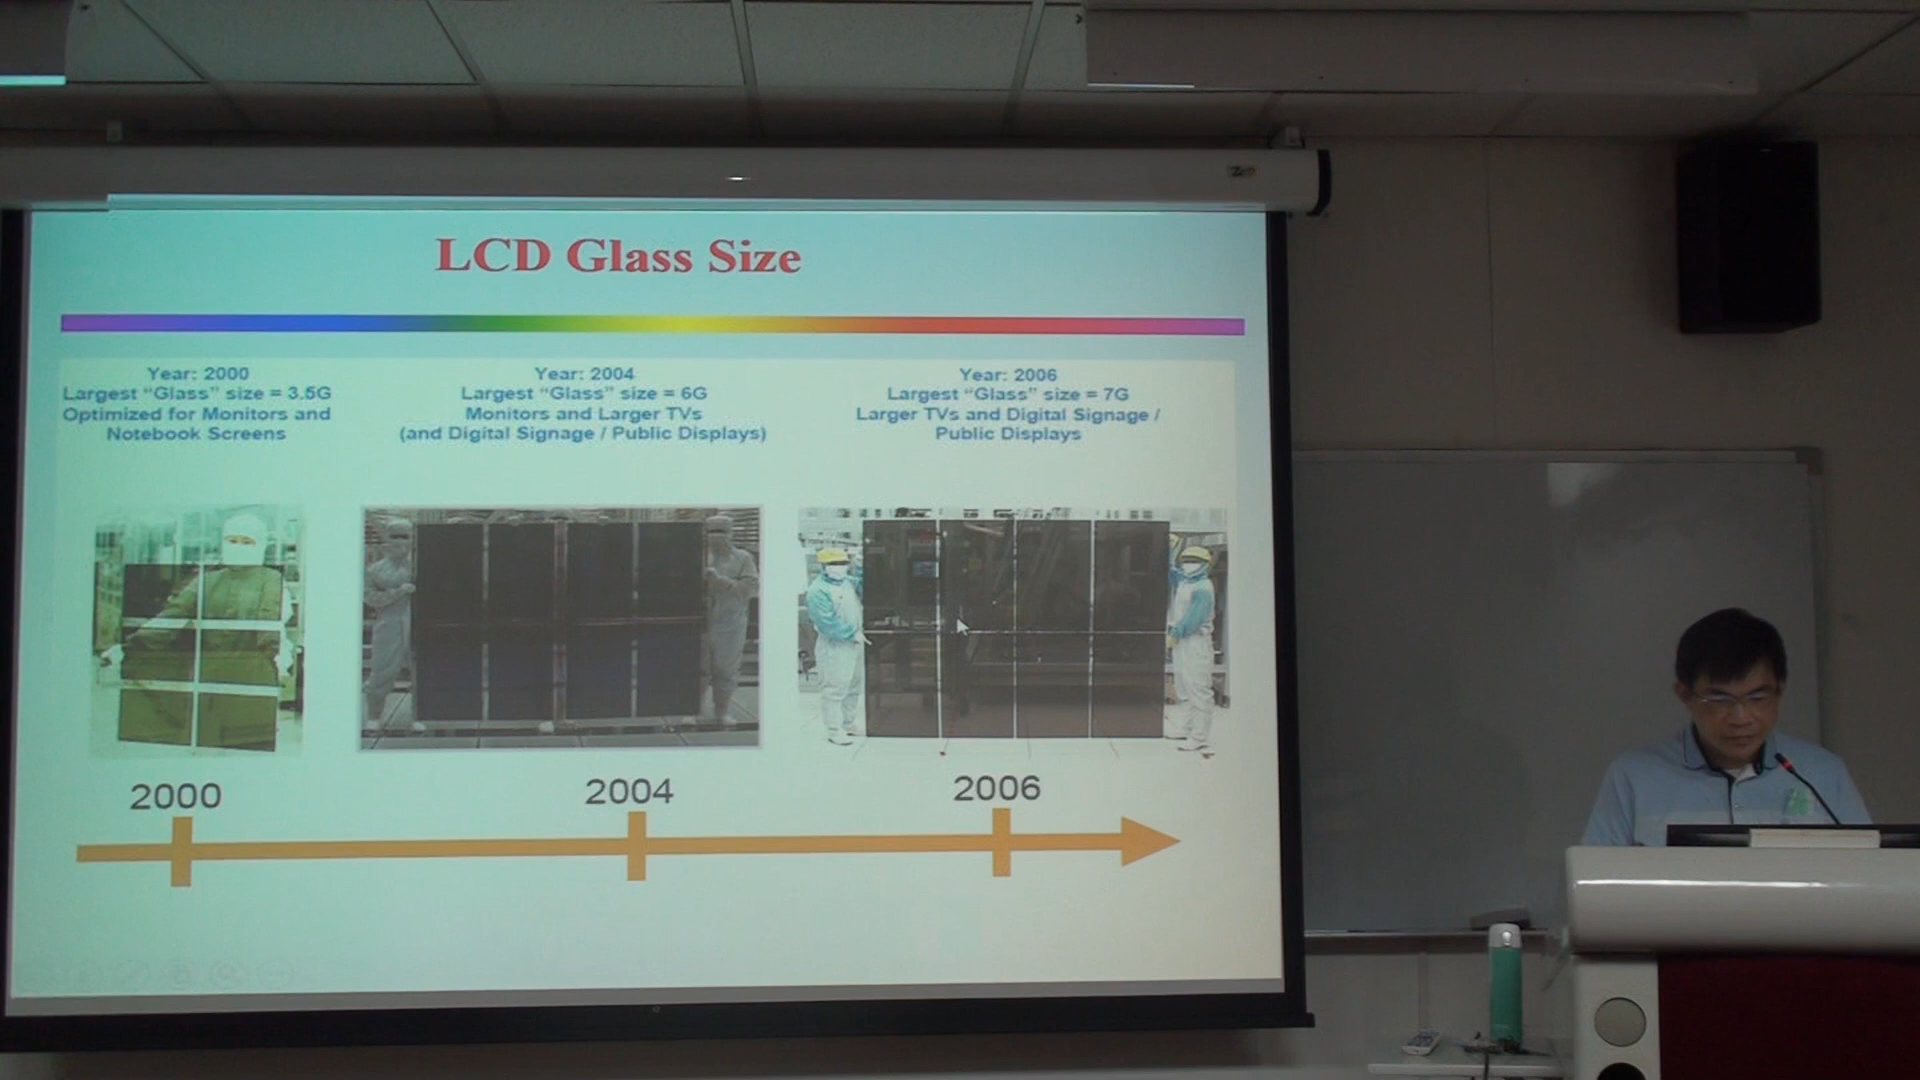 LCD Glass Size
Year: 2000
Largest “Glass” size = 3.5G
Optimized for Monitors and
Notebook Screens
Year: 2004
Largest “Glass” size = 6G
Monitors and Larger TVs
(and Digital Signage / Public Displays)
Year: 2006
Largest “Glass” size = 7G
Larger TVs and Digital Signage /
Public Displays
2000
2004
2006